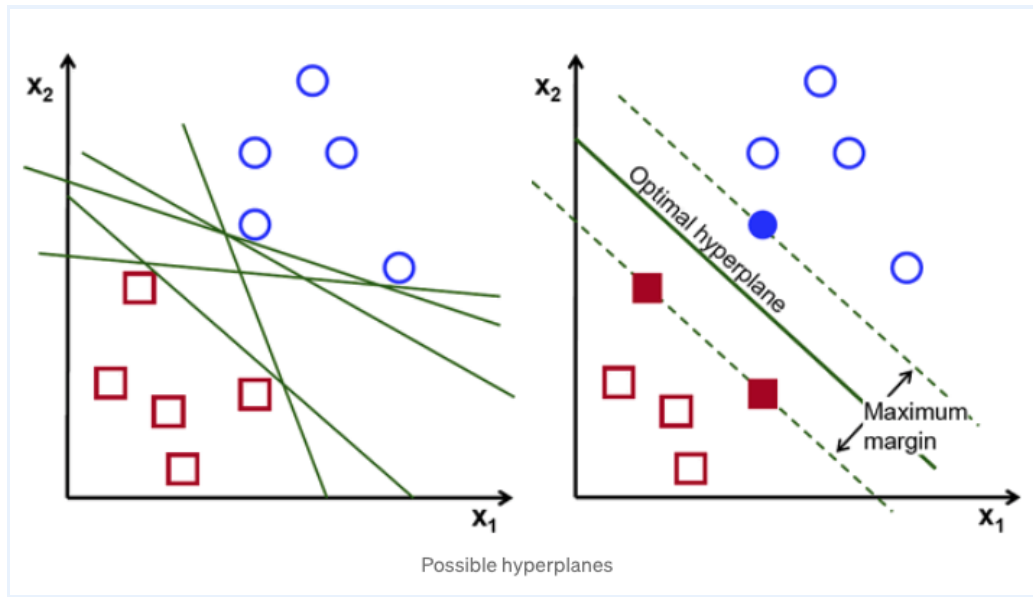 x₂
x₁
x₂
Optimal hyperplane
Maximum
margin
x₁
Possible hyperplanes